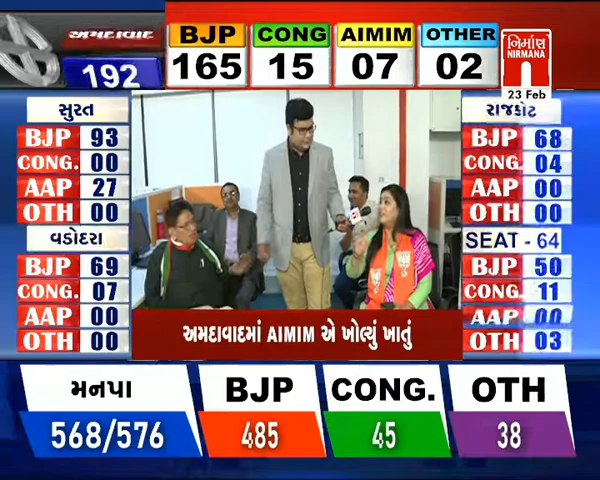 અમદાવાદ
192
BJP CONG AIMIM OTHER
165 15 07 02
નિર્માણ
NIRMANA
23 Feb
સુરત
BJP 93
CONG. 00
AAP 27
OTH 00
વડોદરા
BJP 69
CONG. 07
AAP 00
OTH 00
રાજકોટ
BJP 68
CONG. 04
AAP 00
OTH 00
SEAT - 64
BJP 50
CONG. 11
AAP 00
OTH 03
અમદાવાદમાં AIMIM એ ખોલ્યું ખાતું
મનપા BJP CONG. OTH
568/576 485 45 38